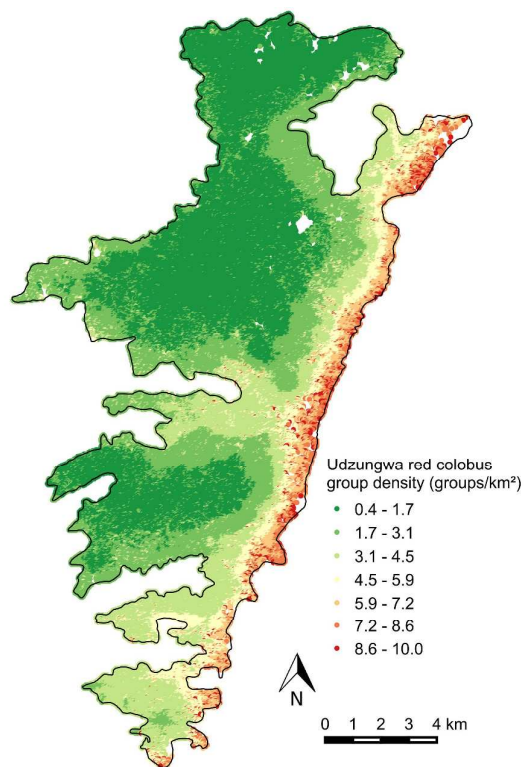 Udzungwa red colobus
group density (groups/km²)
0.4 - 1.7
1.7 - 3.1
3.1 - 4.5
4.5 - 5.9
5.9 - 7.2
7.2 - 8.6
8.6 - 10.0
N
0 1 2 3 4 km